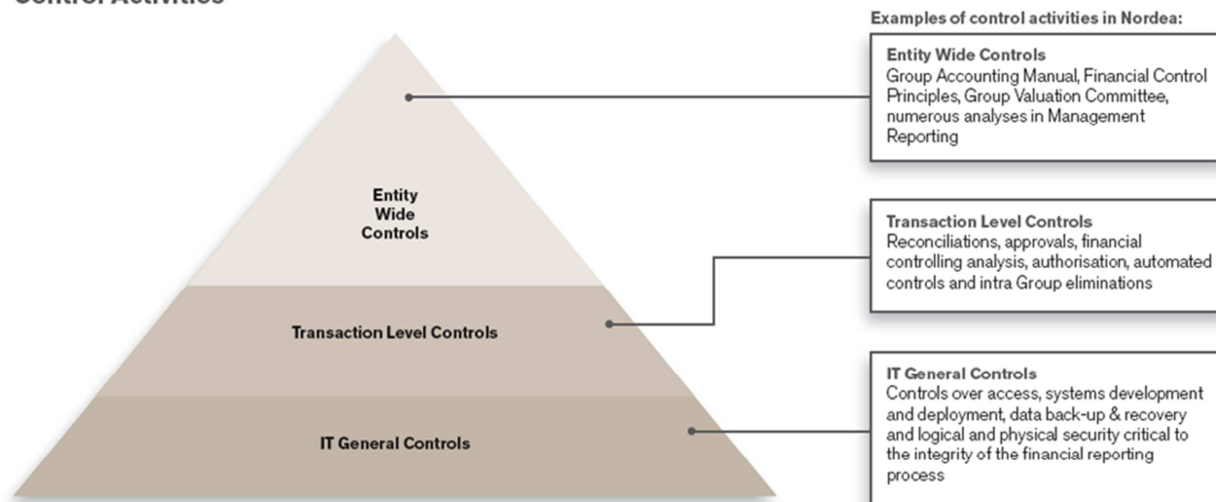 Control Activities
Examples of control activities in Nordea:
Entity Wide Controls
Group Accounting Manual, Financial Control
Principles, Group Valuation Committee,
numerous analyses in Management
Reporting
Entity
Wide
Controls
Transaction Level Controls
Reconciliations, approvals, financial
controlling analysis, authorisation, automated
controls and intra Group eliminations
Transaction Level Controls
IT General Controls
Controls over access, systems development
and deployment, data back-up & recovery
and logical and physical security critical to
the integrity of the financial reporting
process
IT General Controls